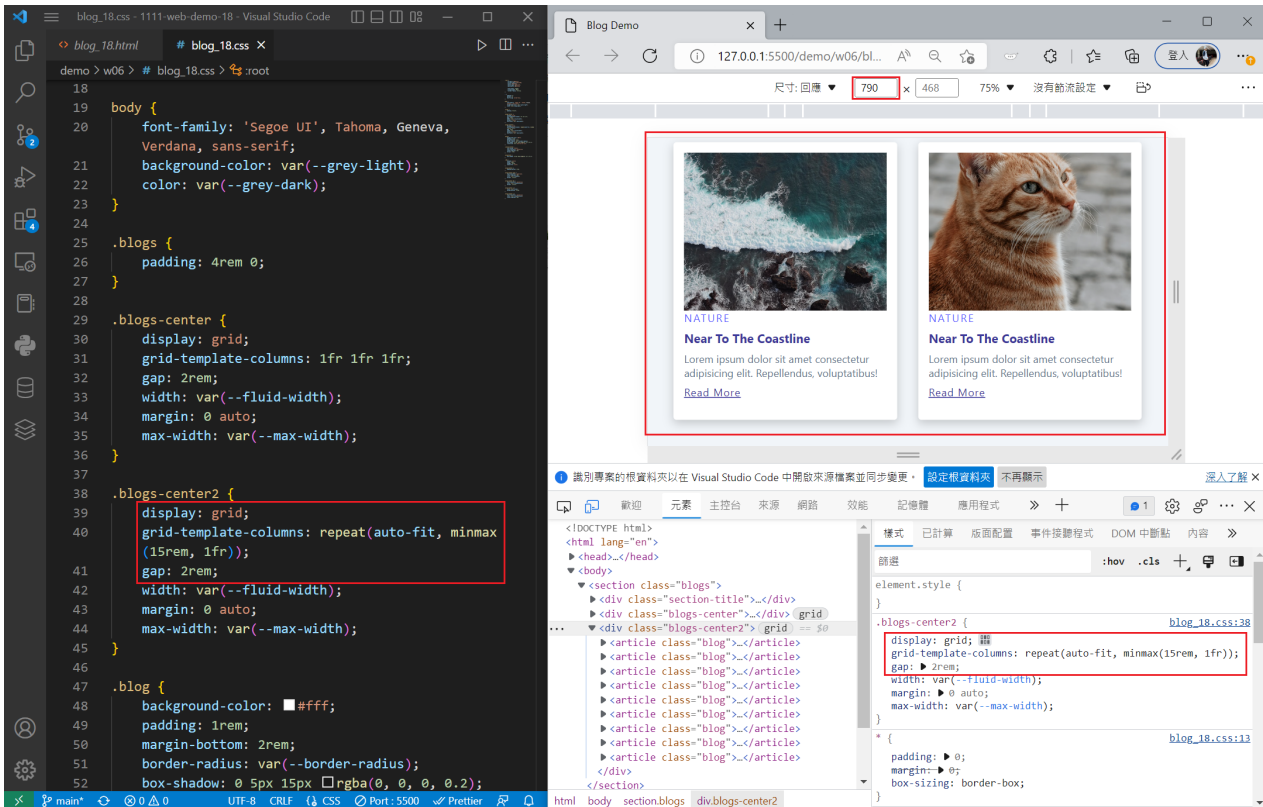 blog_18.css - 1111-web-demo-18 - Visual Studio Code
blog_18.html
# blog_18.css
demo > w06 > # blog_18.css > :root
18
19 body {
20 font-family: 'Segoe UI', Tahoma, Geneva,
Verdana, sans-serif;
21 background-color: var(--grey-light);
22 color: var(--grey-dark);
23 }
24
25 .blogs {
26 padding: 4rem 0;
27 }
28
29 .blogs-center {
30 display: grid;
31 grid-template-columns: 1fr 1fr 1fr;
32 gap: 2rem;
33 width: var(--fluid-width);
34 margin: 0 auto;
35 max-width: var(--max-width);
36 }
37
38 .blogs-center2 {
39 display: grid;
40 grid-template-columns: repeat(auto-fit, minmax
(15rem, 1fr));
41 gap: 2rem;
42 width: var(--fluid-width);
43 margin: 0 auto;
44 max-width: var(--max-width);
45 }
46
47 .blog {
48 background-color: #fff;
49 padding: 1rem;
50 margin-bottom: 2rem;
51 border-radius: var(--border-radius);
52 box-shadow: 0 5px 15px rgba(0, 0, 0, 0.2);
2
4
main*
0 0
UTF-8 CRLF CSS Port : 5500 Prettier
Blog Demo
127.0.0.1:5500/demo/w06/bl...
登入
尺寸: 回應 ▼ 790 × 468 75% ▼ 沒有節流設定 ▼
NATURE
Near To The Coastline
Lorem ipsum dolor sit amet consectetur
adipisicing elit. Repellendus, voluptatibus!
Read More
NATURE
Near To The Coastline
Lorem ipsum dolor sit amet consectetur
adipisicing elit. Repellendus, voluptatibus!
Read More
識別專案的根資料夾以在 Visual Studio Code 中開啟來源檔案並同步變更。 設定根資料夾 不再顯示 深入了解
歡迎 元素 主控台 來源 網路 效能 記憶體 應用程式 1
<!DOCTYPE html>
<html lang="en">
<head>…</head>
<body>
<section class="blogs">
<div class="section-title">…</div>
<div class="blogs-center">…</div> grid
<div class="blogs-center2"> grid == $0
<article class="blog">…</article>
<article class="blog">…</article>
<article class="blog">…</article>
<article class="blog">…</article>
<article class="blog">…</article>
<article class="blog">…</article>
<article class="blog">…</article>
<article class="blog">…</article>
<article class="blog">…</article>
</div>
</section>
html body section.blogs div.blogs-center2
樣式 已計算 版面配置 事件接聽程式 DOM 中斷點 內容
篩選 :hov .cls
element.style {
}
.blogs-center2 { blog_18.css:38
display: grid;
grid-template-columns: repeat(auto-fit, minmax(15rem, 1fr));
gap: 2rem;
width: var(--fluid-width);
margin: 0 auto;
max-width: var(--max-width);
}
* { blog_18.css:13
padding: 0;
margin: 0;
box-sizing: border-box;
}